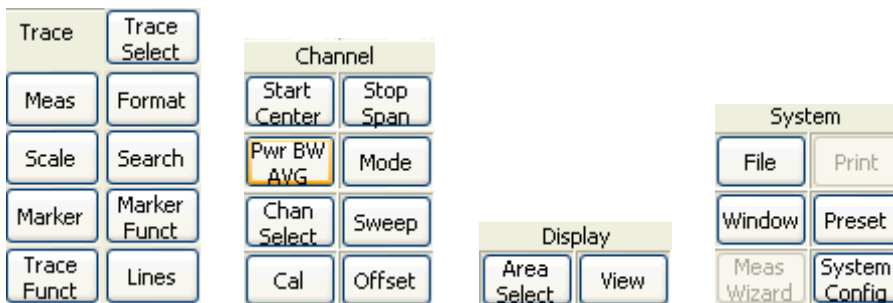 Trace
Trace
Select
Meas
Format
Scale
Search
Marker
Marker
Funct
Trace
Funct
Lines
Channel
Start
Center
Stop
Span
Pwr BW
AVG
Mode
Chan
Select
Sweep
Cal
Offset
Display
Area
Select
View
System
File
Print
Window
Preset
Meas
Wizard
System
Config